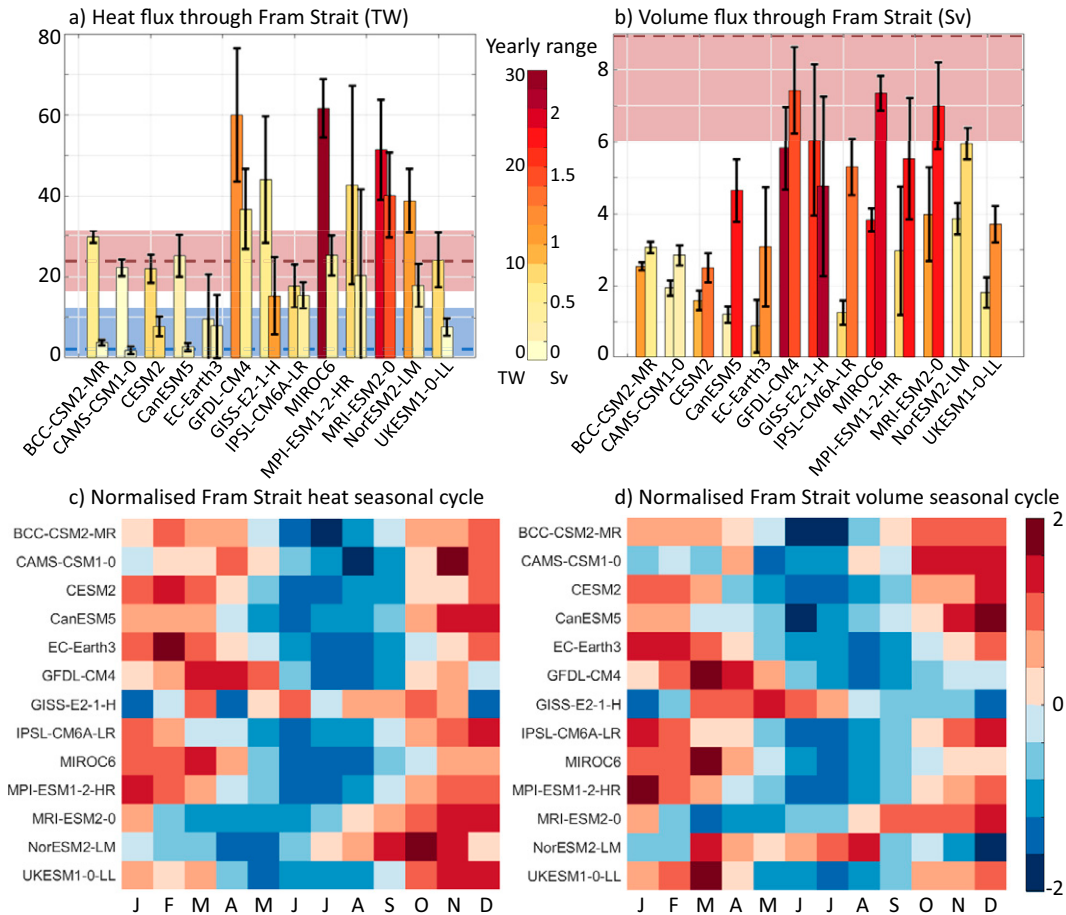 a) Heat flux through Fram Strait (TW)
b) Volume flux through Fram Strait (Sv)
80
60
40
20
0
Yearly range
30
20
10
0
2
1.5
1
0.5
0
TW
Sv
8
6
4
2
0
BCC-CSM2-MR
CAMS-CSM1-0
CESM2
CanESM5
EC-Earth3
GFDL-CM4
GISS-E2-1-H
IPSL-CM6A-LR
MIROC6
MPI-ESM1-2-HR
MRI-ESM2-0
NorESM2-LM
UKESM1-0-LL
BCC-CSM2-MR
CAMS-CSM1-0
CESM2
CanESM5
EC-Earth3
GFDL-CM4
GISS-E2-1-H
IPSL-CM6A-LR
MIROC6
MPI-ESM1-2-HR
MRI-ESM2-0
NorESM2-LM
UKESM1-0-LL
c) Normalised Fram Strait heat seasonal cycle
d) Normalised Fram Strait volume seasonal cycle
BCC-CSM2-MR
CAMS-CSM1-0
CESM2
CanESM5
EC-Earth3
GFDL-CM4
GISS-E2-1-H
IPSL-CM6A-LR
MIROC6
MPI-ESM1-2-HR
MRI-ESM2-0
NorESM2-LM
UKESM1-0-LL
J F M A M J J A S O N D
BCC-CSM2-MR
CAMS-CSM1-0
CESM2
CanESM5
EC-Earth3
GFDL-CM4
GISS-E2-1-H
IPSL-CM6A-LR
MIROC6
MPI-ESM1-2-HR
MRI-ESM2-0
NorESM2-LM
UKESM1-0-LL
J F M A M J J A S O N D
2
0
-2